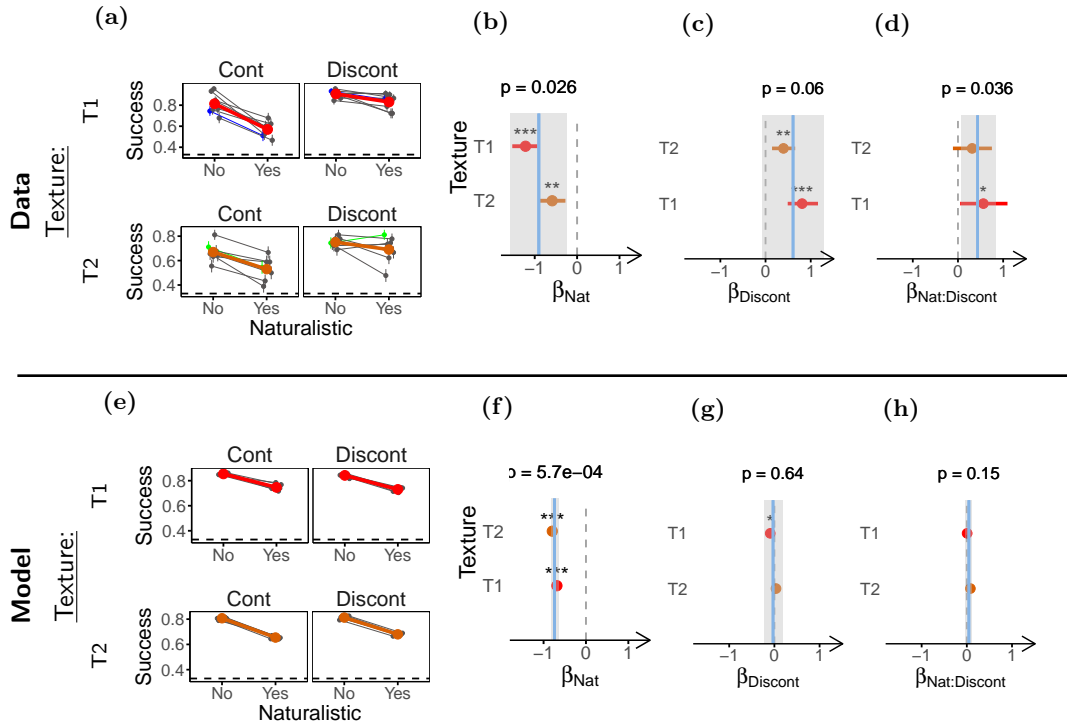 (a)
(b)
(c)
(d)
Data
Texture:
T1
Success
Cont
Discont
0.8
0.6
0.4
No
Yes
No
Yes
T2
Success
Cont
Discont
0.8
0.6
0.4
No
Yes
No
Yes
Naturalistic
p = 0.026
Texture
T1
***
T2
**
−1
0
1
βNat
p = 0.06
T2
**
T1
***
−1
0
1
βDiscont
p = 0.036
T2
T1
*
−1
0
1
βNat:Discont
(e)
(f)
(g)
(h)
Model
Texture:
T1
Success
Cont
Discont
0.8
0.6
0.4
No
Yes
No
Yes
T2
Success
Cont
Discont
0.8
0.6
0.4
No
Yes
No
Yes
Naturalistic
= 5.7e−04
Texture
T2
***
T1
***
−1
0
1
βNat
p = 0.64
T1
*
T2
−1
0
1
βDiscont
p = 0.15
T1
T2
−1
0
1
βNat:Discont